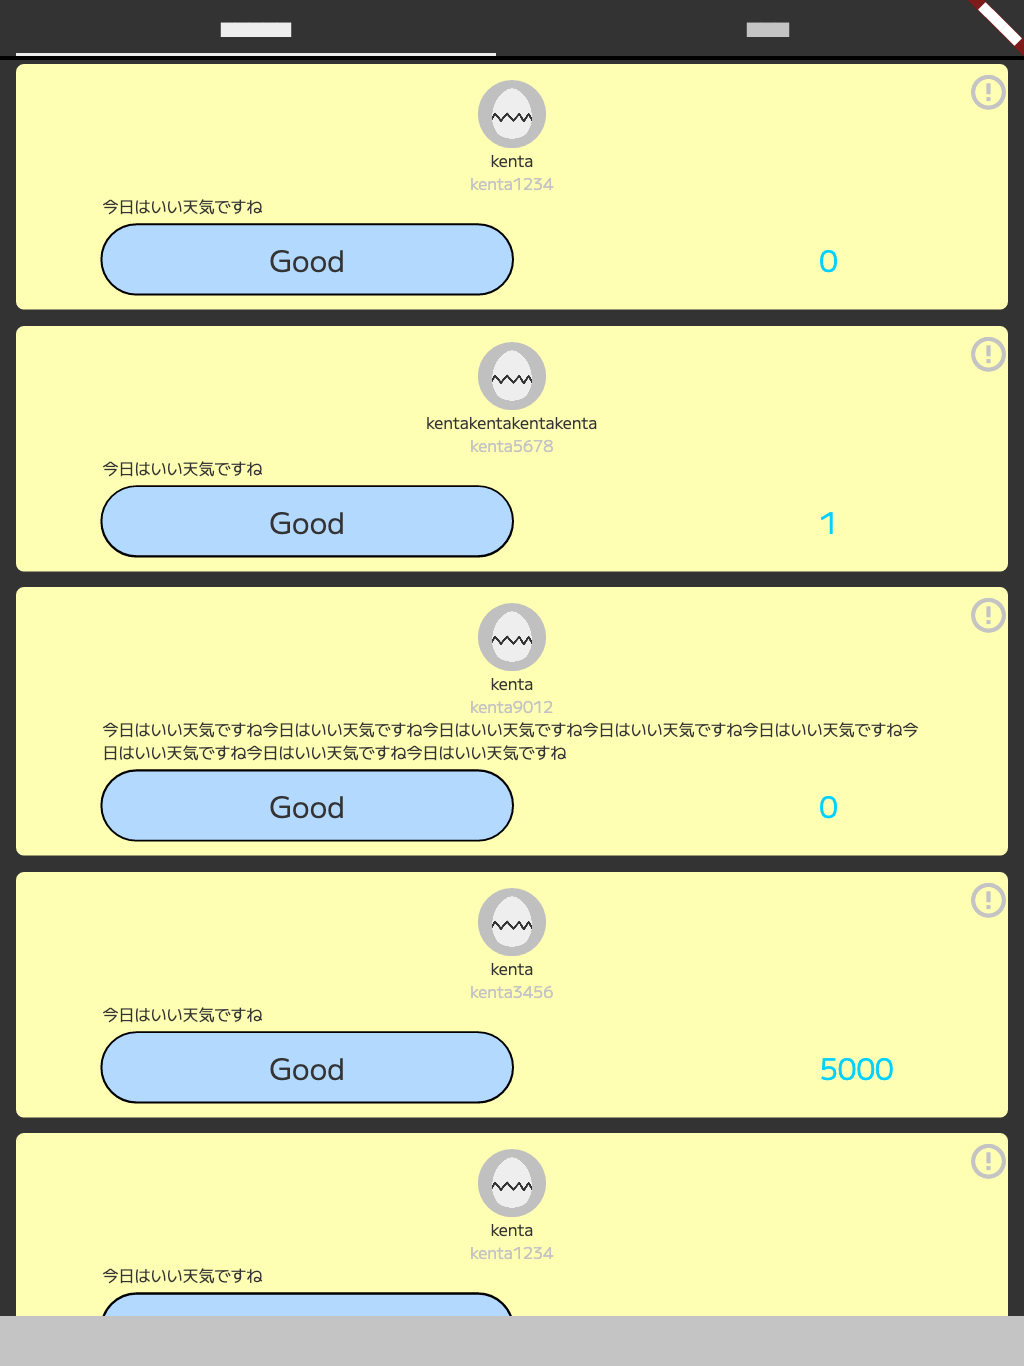 kenta
kenta1234
今日はいい天気ですね
Good
0
kentakentakentakenta
kenta5678
今日はいい天気ですね
Good
1
kenta
kenta9012
今日はいい天気ですね今日はいい天気ですね今日はいい天気ですね今日はいい天気ですね今日はいい天気ですね今
日はいい天気ですね今日はいい天気ですね今日はいい天気ですね
Good
0
kenta
kenta3456
今日はいい天気ですね
Good
5000
kenta
kenta1234
今日はいい天気ですね